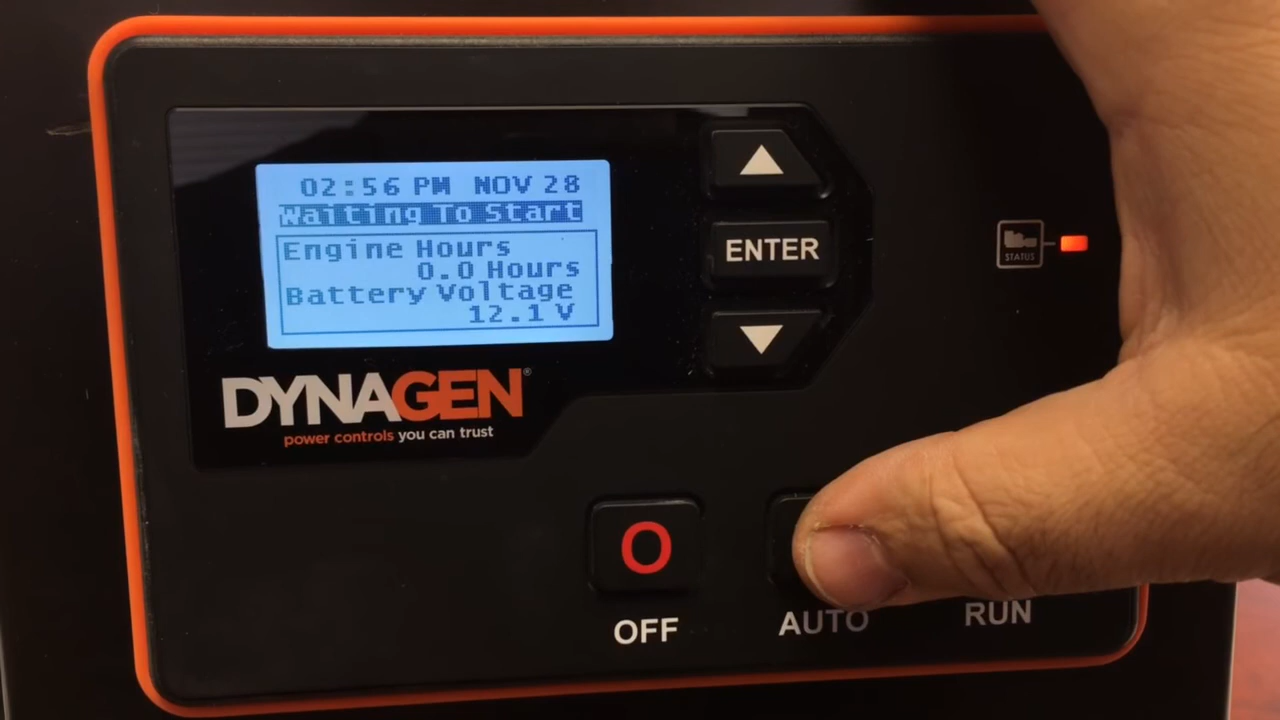 02:56 PM NOV 28
Waiting To Start
Engine Hours
0.0 Hours
Battery Voltage
12.1 V
ENTER
STATUS
DYNAGEN®
power controls you can trust
O
OFF
AUTO
RUN